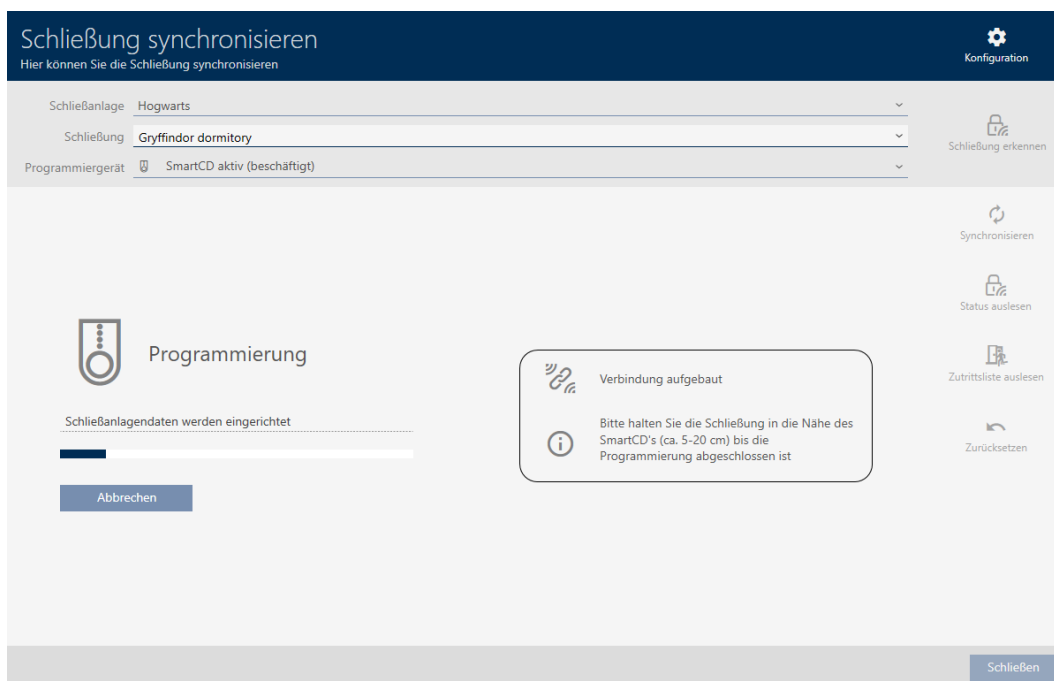 Schließung synchronisieren
Hier können Sie die Schließung synchronisieren
Konfiguration
Schließanlage Hogwarts
Schließung Gryffindor dormitory
Programmiergerät SmartCD aktiv (beschäftigt)
Schließung erkennen
Synchronisieren
Status auslesen
Zutrittsliste auslesen
Zurücksetzen
Programmierung
Schließanlagendaten werden eingerichtet
Abbrechen
Verbindung aufgebaut
Bitte halten Sie die Schließung in die Nähe des
SmartCD's (ca. 5-20 cm) bis die
Programmierung abgeschlossen ist
Schließen